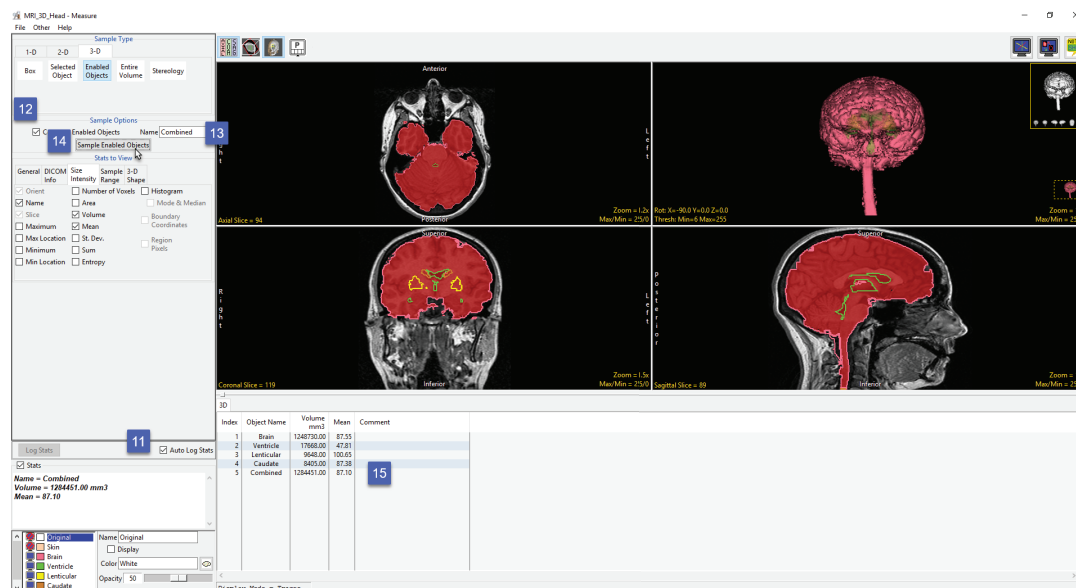 MRI_3D_Head - Measure
File Other Help
Sample Type
1-D 2-D 3-D
Box Selected Object Enabled Objects Entire Volume Stereology
12
Sample Options
C Enabled Objects Name Combined 13
14 Sample Enabled Objects
Stats to View
General DICOM Info Size Intensity Sample Range 3-D Shape
Orient Number of Voxels Histogram
Name Area Mode & Median
Slice Volume Boundary Coordinates
Maximum Mean
Max Location St. Dev. Region Pixels
Minimum Sum
Min Location Entropy
11
Log Stats Auto Log Stats
Stats
Name = Combined
Volume = 1284451.00 mm3
Mean = 87.10
Original
Skin
Brain
Ventricle
Lenticular
Caudate
Name Original
Display
Color White
Opacity 50
P
Anterior
g
h
t
L
e
f
t
Axial Slice = 94
Posterior
Zoom = 1.2x
Max/Min = 255/0
Rot: X=-90.0 Y=0.0 Z=0.0
Thresh: Min=6 Max=255
Zoom =
Max/Min = 25
Superior
R
i
g
h
t
L
e
f
t
Coronal Slice = 119
Inferior
Zoom = 1.5x
Max/Min = 255/0
Superior
P
o
s
t
e
r
i
o
r
Sagittal Slice = 89
Inferior
Zoom =
Max/Min = 25
3D
Index Object Name Volume mm3 Mean Comment
1 Brain 1248730.00 87.55
2 Ventricle 17668.00 47.81
3 Lenticular 9648.00 100.65
4 Caudate 8405.00 87.38
5 Combined 1284451.00 87.10
15